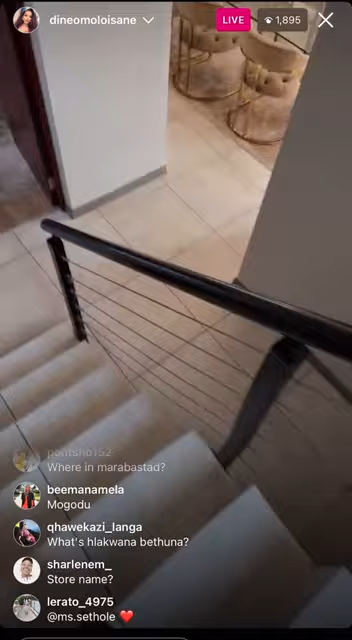 dineomoloisane
LIVE
1,895
pontsho152
Where in marabastad?
beemanamela
Mogodu
qhawekazi_langa
What's hlakwana bethuna?
sharlenem_
Store name?
lerato_4975
@ms.sethole ❤️